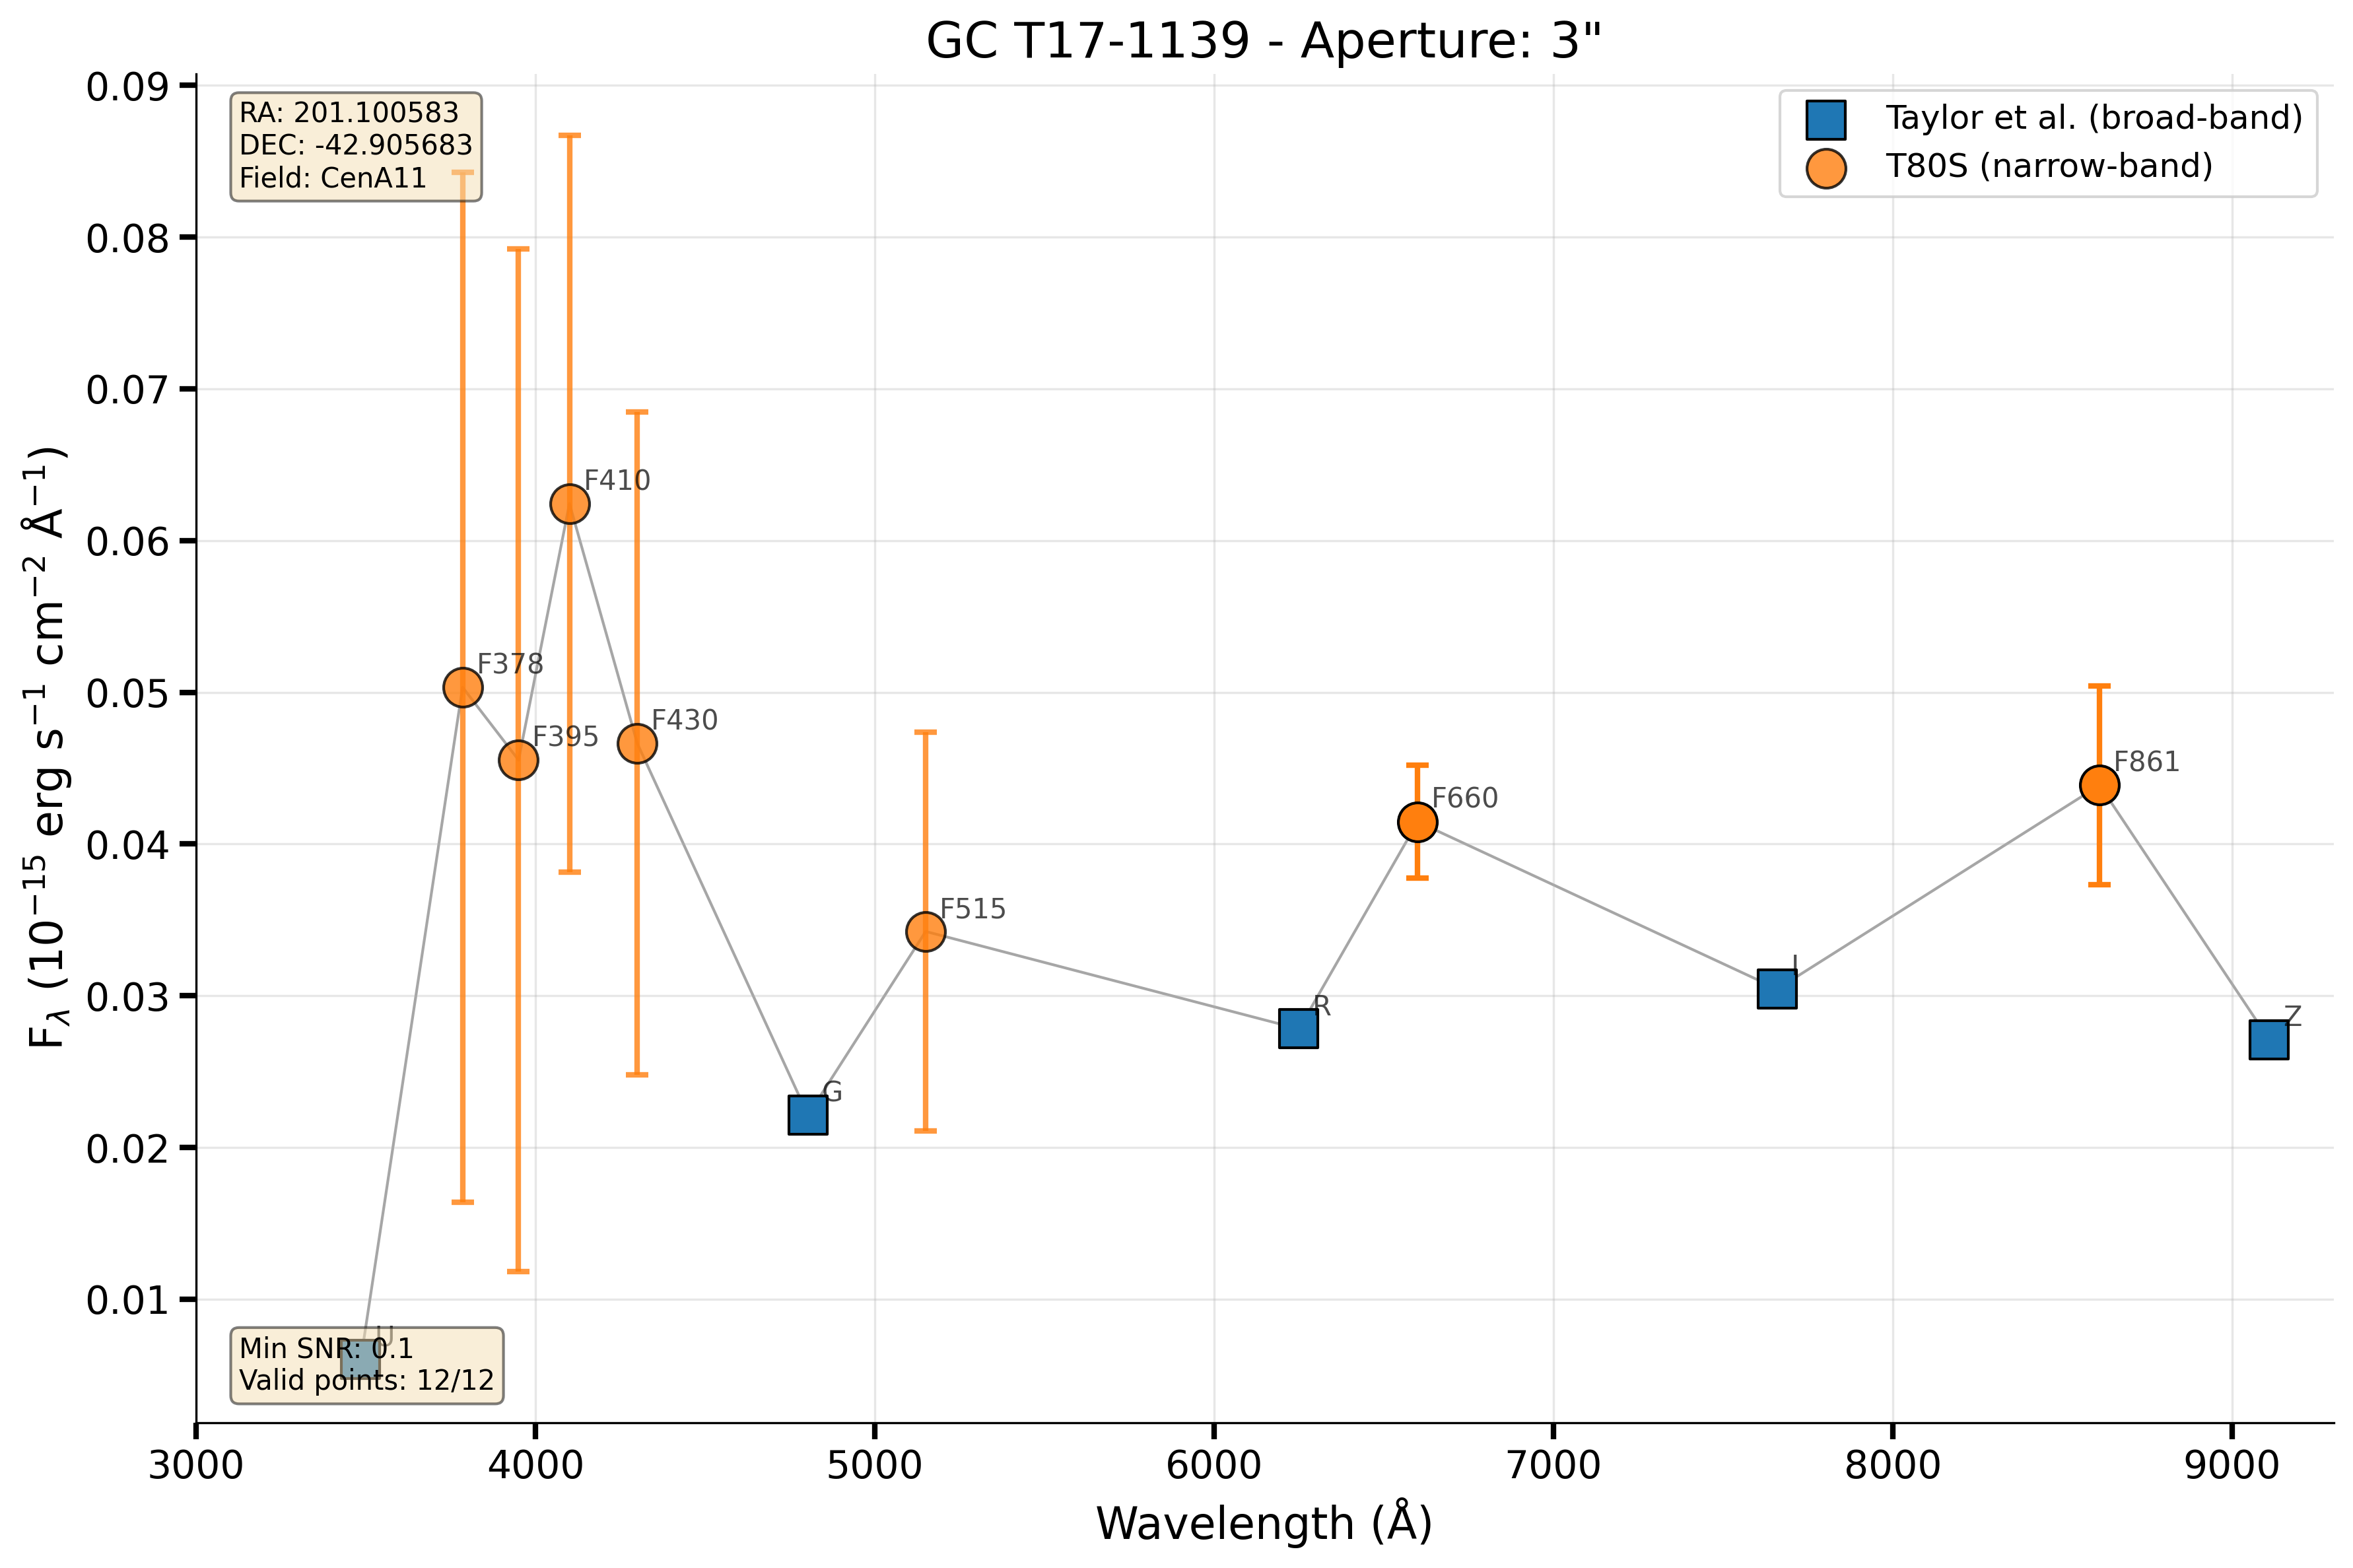 GC T17-1139 - Aperture: 3"
RA: 201.100583
DEC: -42.905683
Field: CenA11
Taylor et al. (broad-band)
T80S (narrow-band)
F_λ (10⁻¹⁵ erg s⁻¹ cm⁻² Å⁻¹)
0.09
0.08
0.07
0.06
0.05
0.04
0.03
0.02
0.01
U
F378
F395
F410
F430
G
F515
R
F660
I
F861
Z
Min SNR: 0.1
Valid points: 12/12
3000
4000
5000
6000
7000
8000
9000
Wavelength (Å)